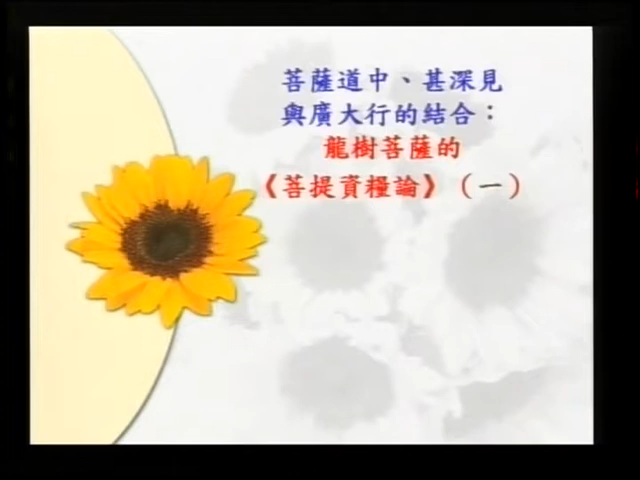 菩薩道中、甚深見
與廣大行的結合：
龍樹菩薩的
《菩提資糧論》（一）